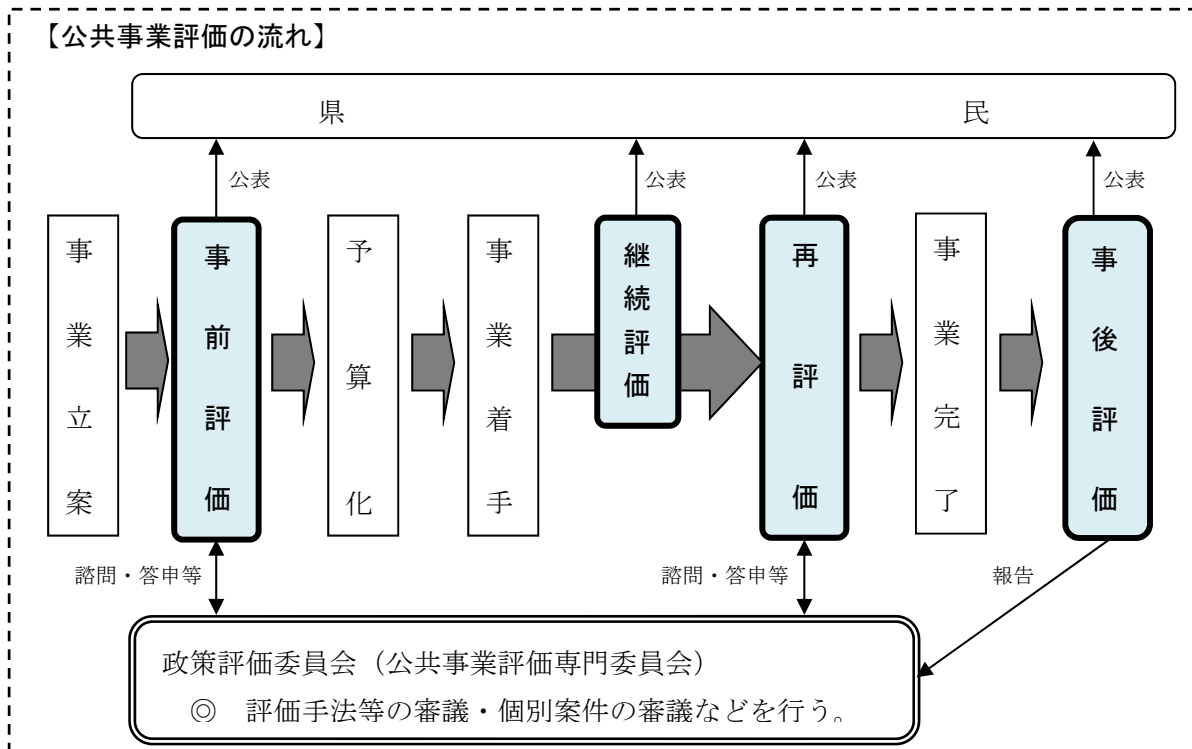 【公共事業評価の流れ】
県　民
公表
公表
公表
公表
事業立案
事前評価
予算化
事業着手
継続評価
再評価
事業完了
事後評価
諮問・答申等
諮問・答申等
報告
政策評価委員会（公共事業評価専門委員会）
◎　評価手法等の審議・個別案件の審議などを行う。